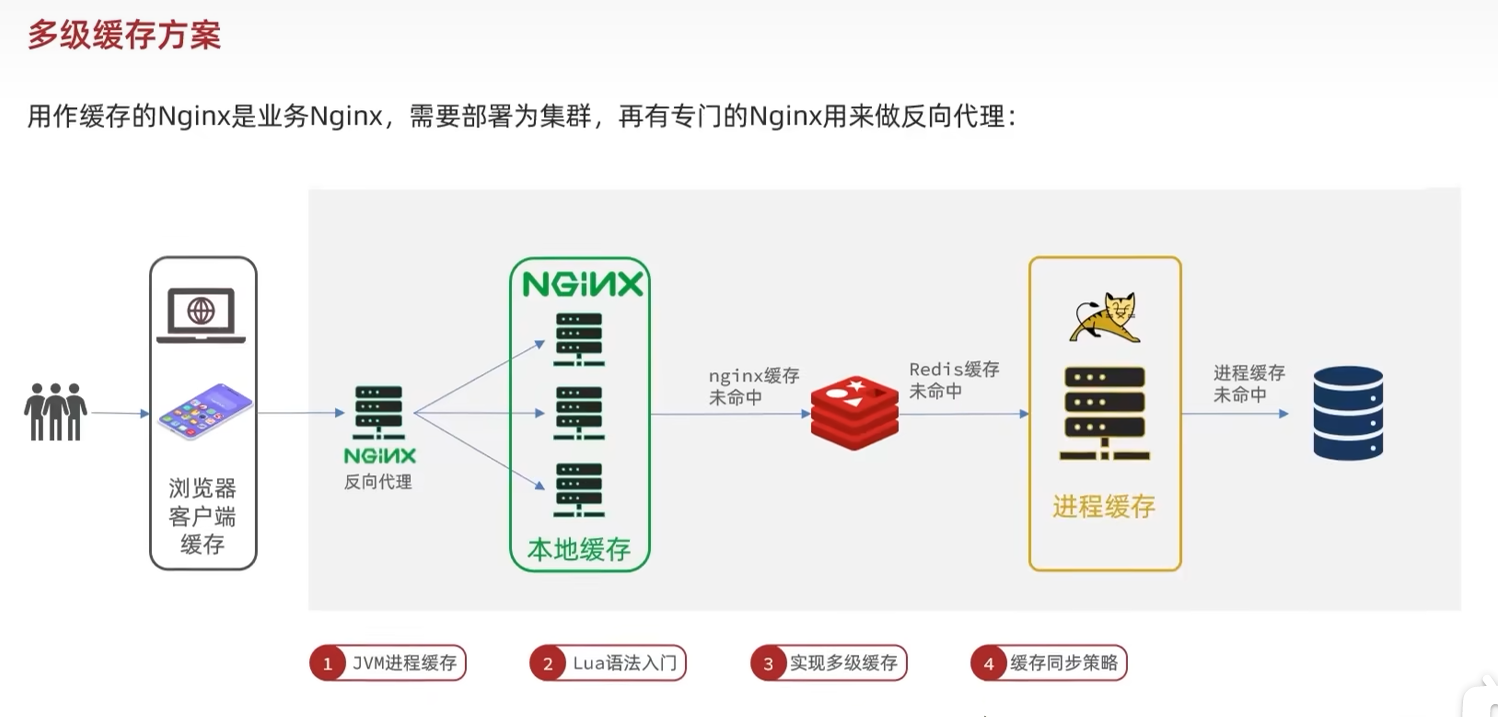 多级缓存方案
用作缓存的Nginx是业务Nginx，需要部署为集群，再有专门的Nginx用来做反向代理：
浏览器
客户端
缓存
NGINX
反向代理
NGINX
本地缓存
nginx缓存
未命中
Redis缓存
未命中
进程缓存
进程缓存
未命中
1 JVM进程缓存
2 Lua语法入门
3 实现多级缓存
4 缓存同步策略